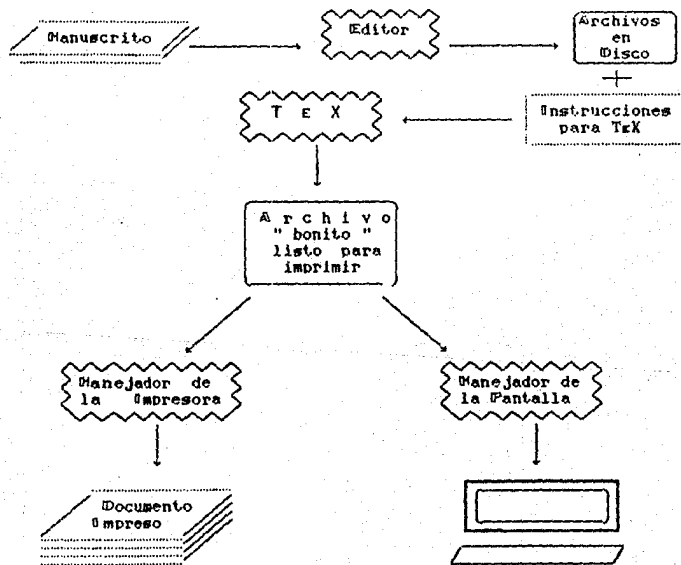 Manuscrito
Editor
Archivos
en
Disco
+
Instrucciones
para TEX
T E X
A r c h i v o
" bonito "
listo para
imprimir
Manejador de
la Impresora
Manejador de
la Pantalla
Documento
Impreso